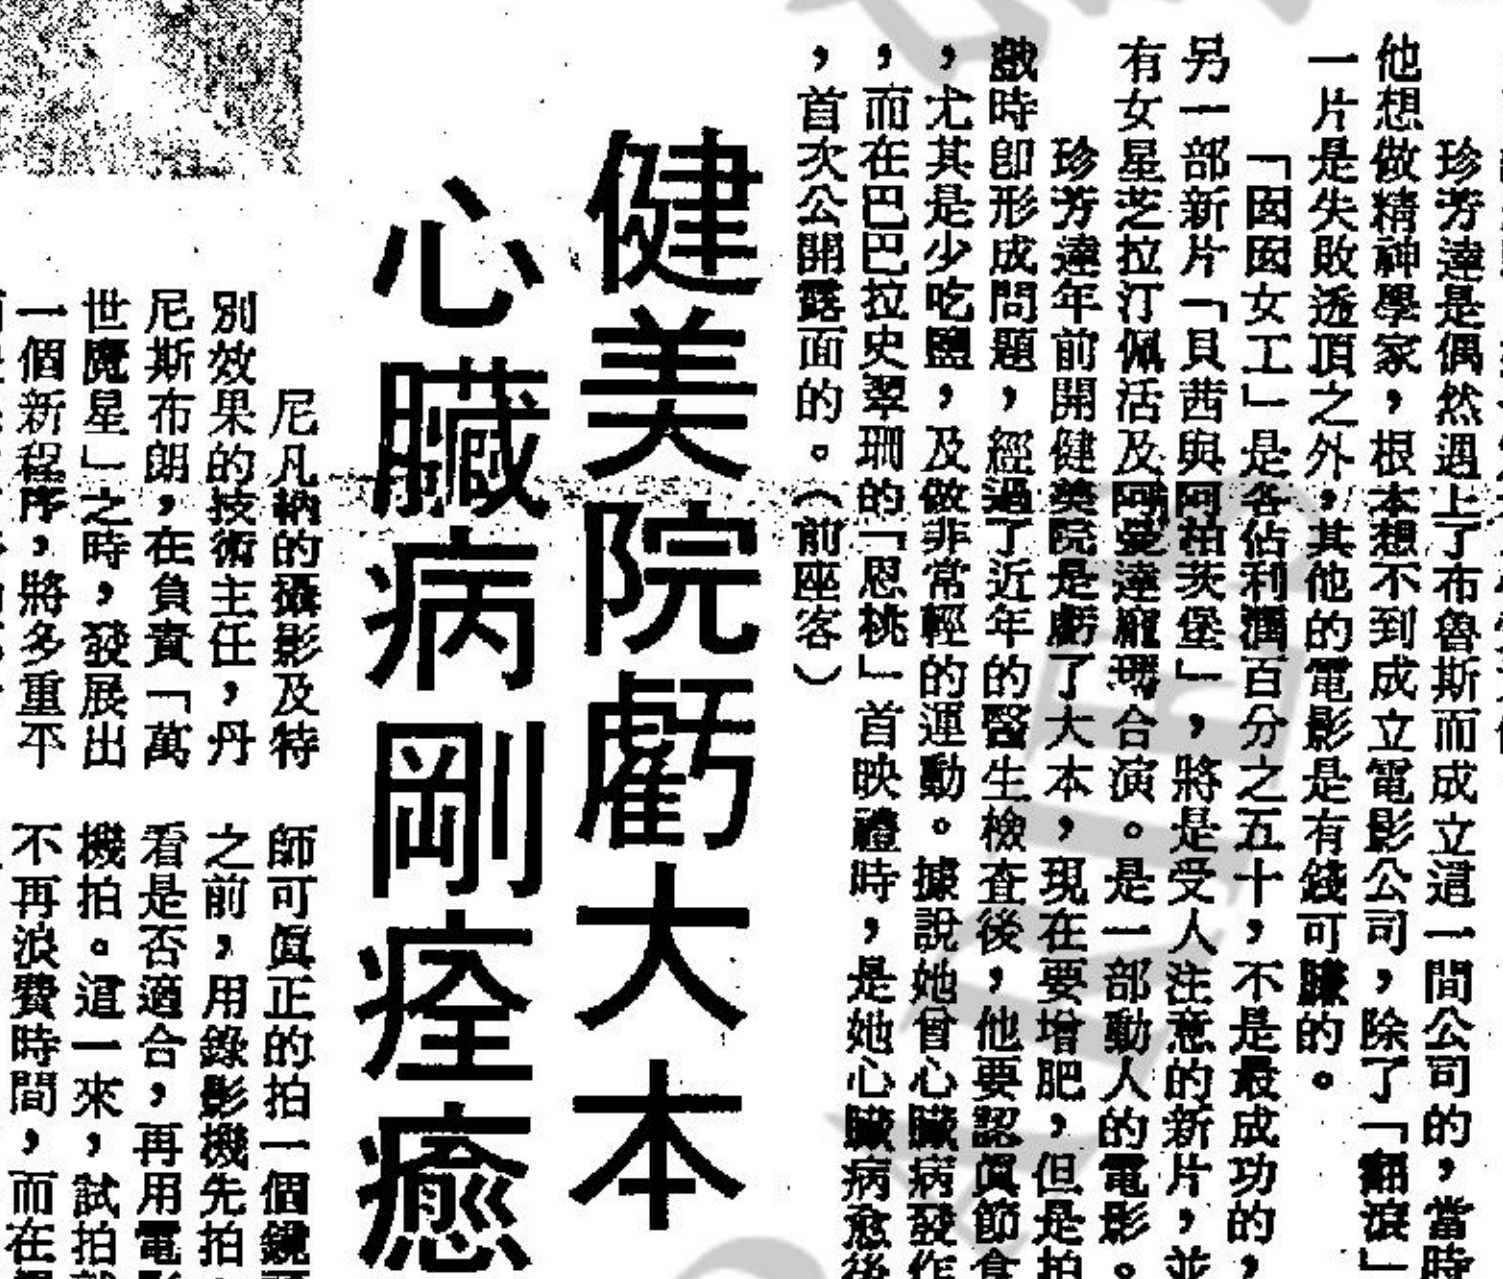 珍芳達是偶然遇上了布魯斯而成立這一間公司的,當時
他想做精神學家,根本想不到成立電影公司,除了「翻滾」
一片是失敗透頂之外,其他的電影是有錢可賺的。
「囡囡女工」是各佔利潤百分之五十,不是最成功的,
另一部新片「貝茜與阿柏茨堡」,將是受人注意的新片,並
有女星芝拉汀佩活及阿曼達寵瑪合演。是一部動人的電影。
珍芳達年前開健美院是虧了大本,現在要增肥,但是拍
戲時卽形成問題,經過了近年的醫生檢查後,他要認眞節食
,尤其是少吃鹽,及做非常輕的運動。據說她曾心臟病發作
,而在巴巴拉史翠珊的「恩桃」首映禮時,是她心臟病愈後
,首次公開露面的。(前座客)
健美院虧大本
心臟病剛痊癒
尼凡納的攝影及特
別效果的技術主任,丹
尼斯布朗,在負責「萬
世魔星」之時,發展出
一個新程序,將多重不
師可眞正的拍一個鏡
之前,用錄影機先拍
看是否適合,再用電影
機拍。這一來,試拍
不再浪費時間,而在